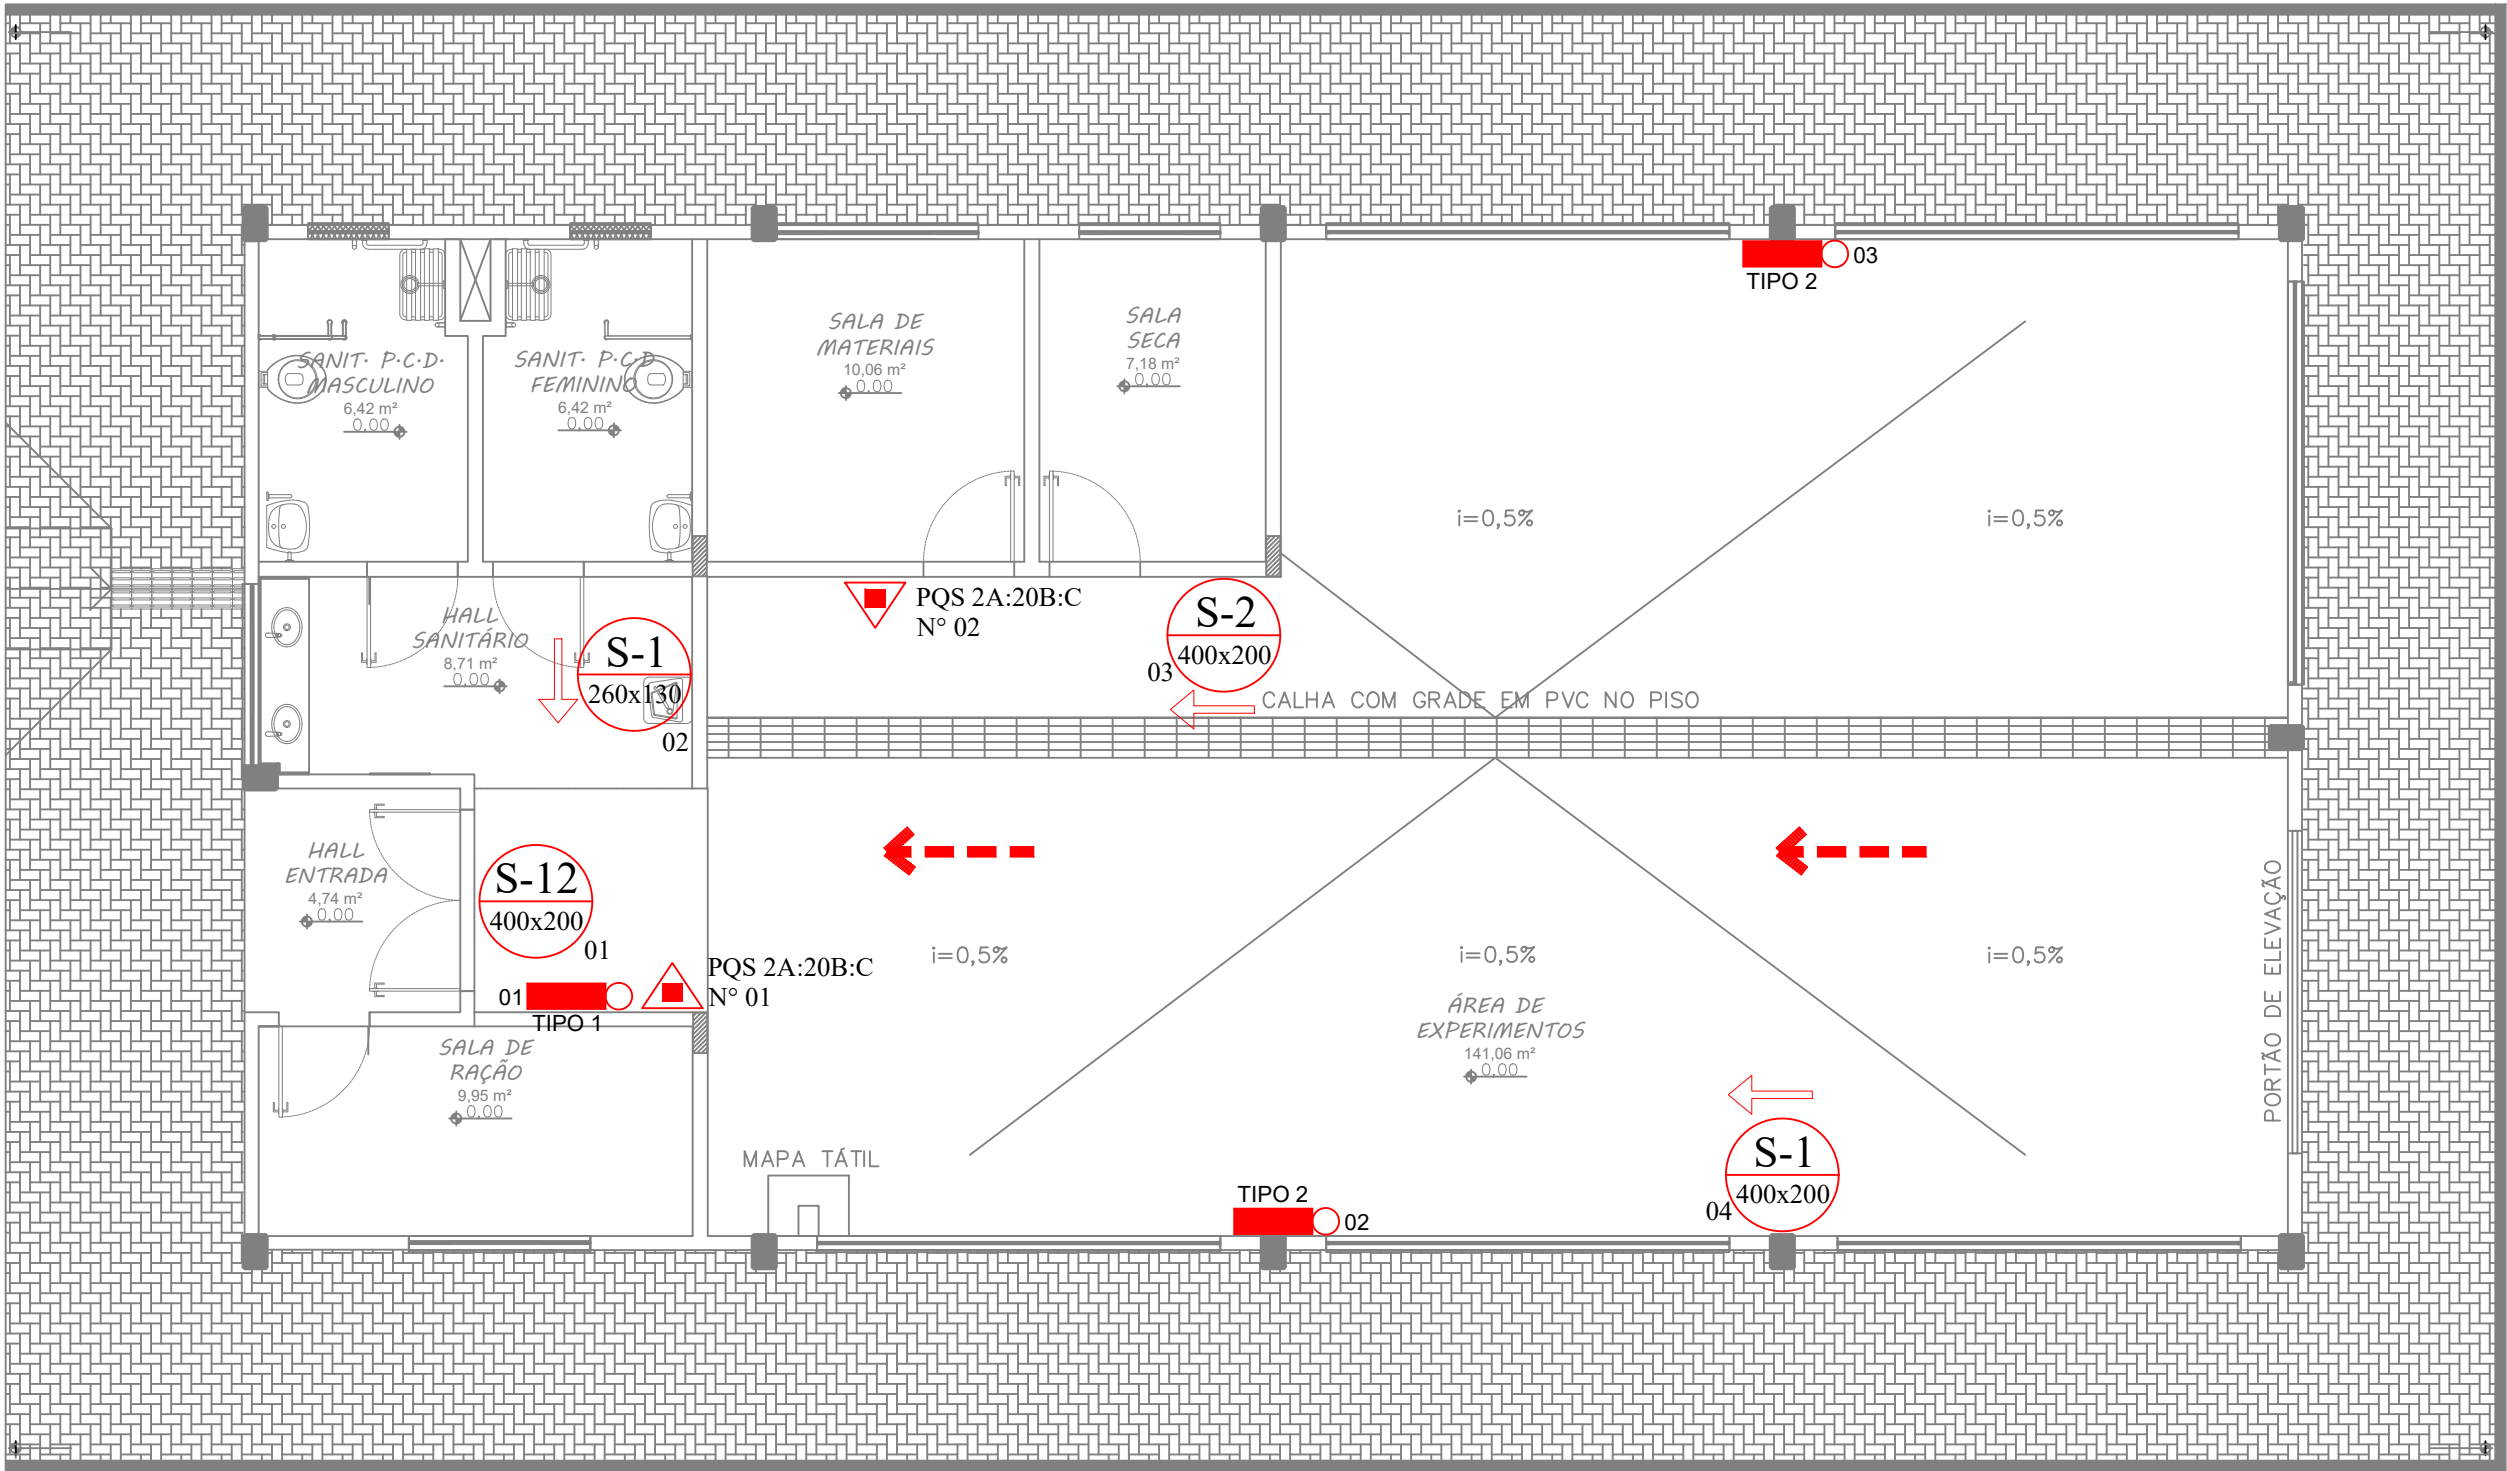 03
TIPO 2
SANIT. P.C.D.
MASCULINO
6,42 m²
0,00
SANIT. P.C.D
FEMININO
6,42 m²
0,00
SALA DE
MATERIAIS
10,06 m²
0,00
SALA
SECA
7,18 m²
0,00
i=0,5%
i=0,5%
HALL
SANITÁRIO
8,71 m²
0,00
S-1
260x130
02
PQS 2A:20B:C
N° 02
S-2
400x200
03
CALHA COM GRADE EM PVC NO PISO
HALL
ENTRADA
4,74 m²
0,00
S-12
400x200
01
01
TIPO 1
PQS 2A:20B:C
N° 01
i=0,5%
i=0,5%
i=0,5%
ÁREA DE
EXPERIMENTOS
141,06 m²
0,00
PORTÃO DE ELEVAÇÃO
SALA DE
RAÇÃO
9,95 m²
0,00
MAPA TÁTIL
TIPO 2
02
S-1
400x200
04